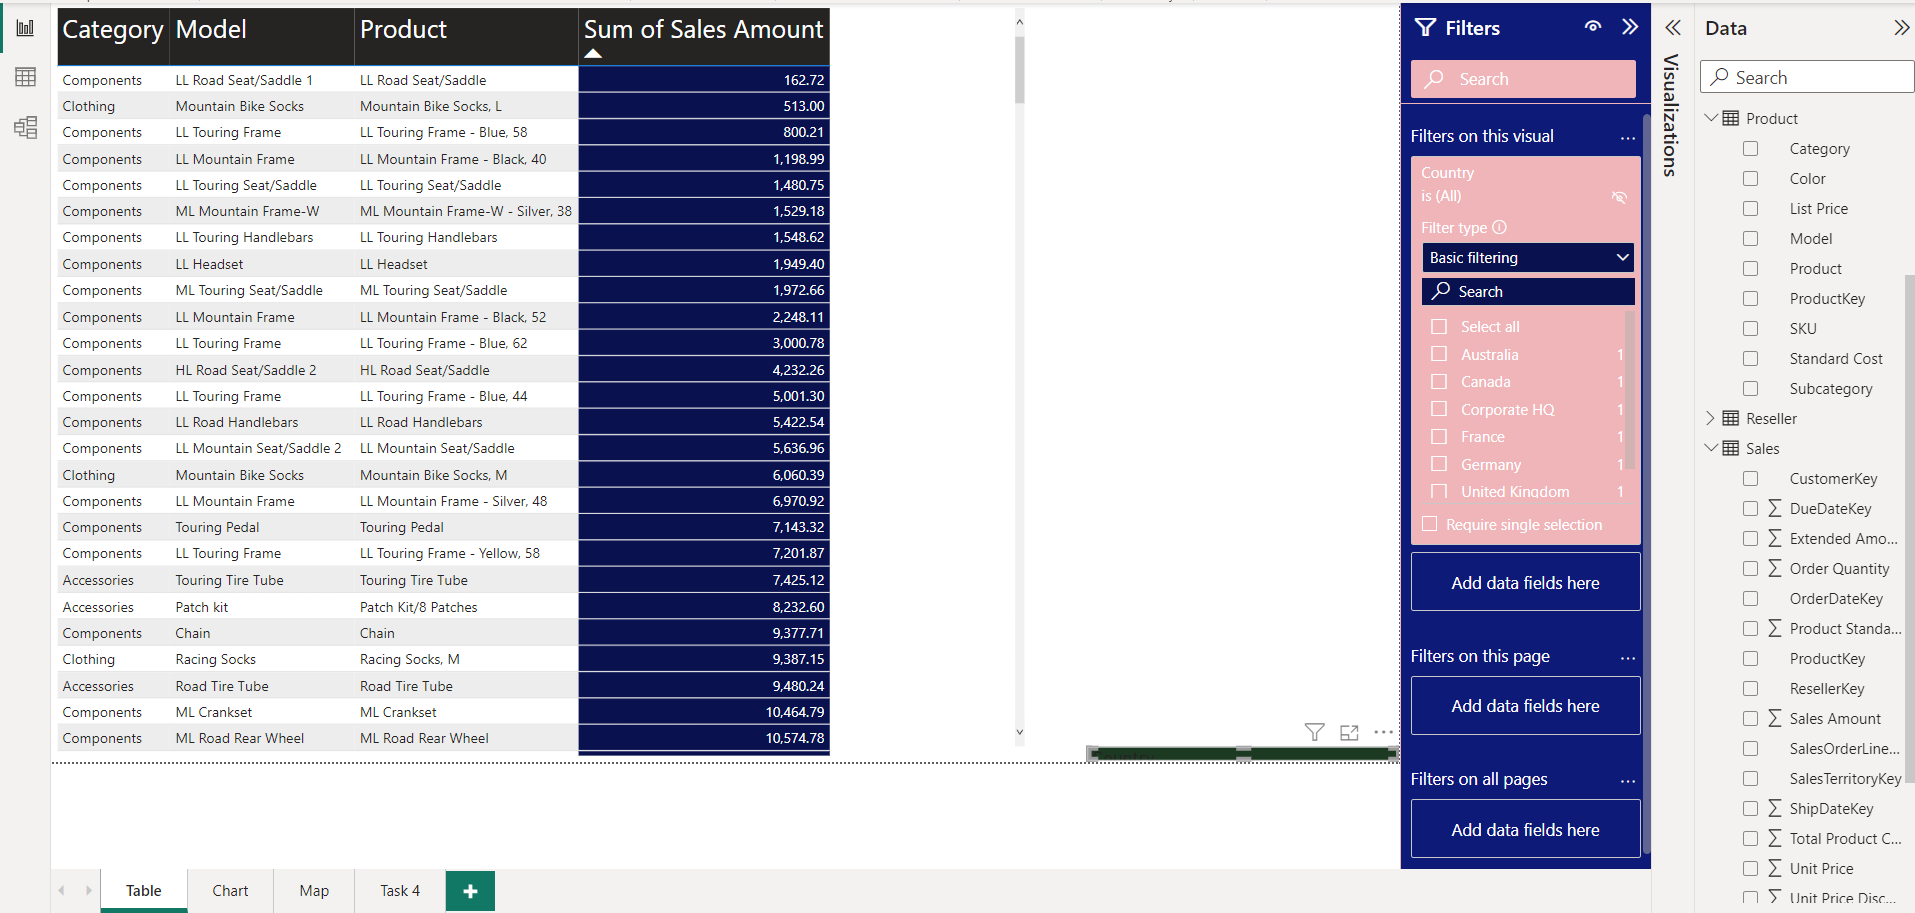 Category Model Product Sum of Sales Amount
Components LL Road Seat/Saddle 1 LL Road Seat/Saddle 162.72
Clothing Mountain Bike Socks Mountain Bike Socks, L 513.00
Components LL Touring Frame LL Touring Frame - Blue, 58 800.21
Components LL Mountain Frame LL Mountain Frame - Black, 40 1,198.99
Components LL Touring Seat/Saddle LL Touring Seat/Saddle 1,480.75
Components ML Mountain Frame-W ML Mountain Frame-W - Silver, 38 1,529.18
Components LL Touring Handlebars LL Touring Handlebars 1,548.62
Components LL Headset LL Headset 1,949.40
Components ML Touring Seat/Saddle ML Touring Seat/Saddle 1,972.66
Components LL Mountain Frame LL Mountain Frame - Black, 52 2,248.11
Components LL Touring Frame LL Touring Frame - Blue, 62 3,000.78
Components HL Road Seat/Saddle 2 HL Road Seat/Saddle 4,232.26
Components LL Touring Frame LL Touring Frame - Blue, 44 5,001.30
Components LL Road Handlebars LL Road Handlebars 5,422.54
Components LL Mountain Seat/Saddle 2 LL Mountain Seat/Saddle 5,636.96
Clothing Mountain Bike Socks Mountain Bike Socks, M 6,060.39
Components LL Mountain Frame LL Mountain Frame - Silver, 48 6,970.92
Components Touring Pedal Touring Pedal 7,143.32
Components LL Touring Frame LL Touring Frame - Yellow, 58 7,201.87
Accessories Touring Tire Tube Touring Tire Tube 7,425.12
Accessories Patch kit Patch Kit/8 Patches 8,232.60
Components Chain Chain 9,377.71
Clothing Racing Socks Racing Socks, M 9,387.15
Accessories Road Tire Tube Road Tire Tube 9,480.24
Components ML Crankset ML Crankset 10,464.79
Components ML Road Rear Wheel ML Road Rear Wheel 10,574.78
Table Chart Map Task 4 +
Filters
Search
Filters on this visual ...
Country
is (All)
Filter type
Basic filtering
Search
Select all
Australia 1
Canada 1
Corporate HQ 1
France 1
Germany 1
United Kingdom 1
Require single selection
Add data fields here
Filters on this page ...
Add data fields here
Filters on all pages ...
Add data fields here
Visualizations
Data
Search
Product
Category
Color
List Price
Model
Product
ProductKey
SKU
Standard Cost
Subcategory
Reseller
Sales
CustomerKey
∑ DueDateKey
∑ Extended Amo...
∑ Order Quantity
OrderDateKey
∑ Product Standa...
ProductKey
ResellerKey
∑ Sales Amount
SalesOrderLine...
SalesTerritoryKey
∑ ShipDateKey
∑ Total Product C...
∑ Unit Price
∑ Unit Price Disc...